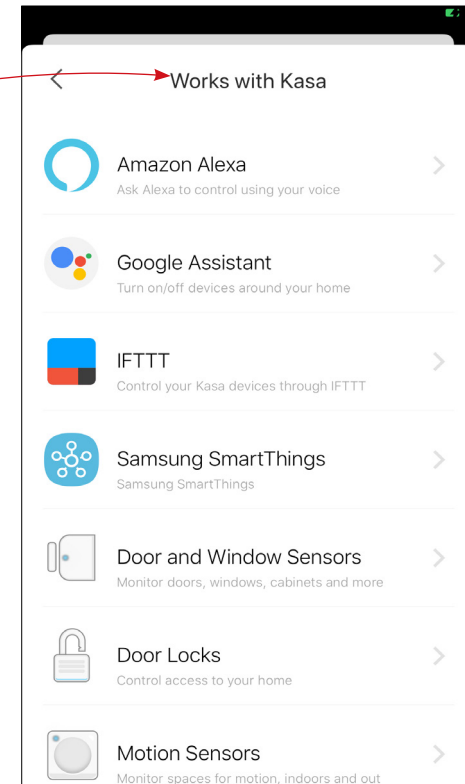 Works with Kasa
Amazon Alexa
Ask Alexa to control using your voice
Google Assistant
Turn on/off devices around your home
IFTTT
Control your Kasa devices through IFTTT
Samsung SmartThings
Samsung SmartThings
Door and Window Sensors
Monitor doors, windows, cabinets and more
Door Locks
Control access to your home
Motion Sensors
Monitor spaces for motion, indoors and out